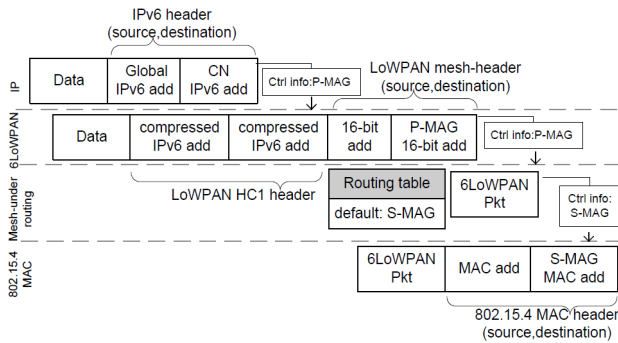 IPv6 header
(source,destination)
IP
Data
Global
IPv6 add
CN
IPv6 add
Ctrl info:P-MAG
LoWPAN mesh-header
(source,destination)
6LoWPAN
Data
compressed
IPv6 add
compressed
IPv6 add
16-bit
add
P-MAG
16-bit add
Ctrl info:P-MAG
LoWPAN HC1 header
Mesh-under
routing
Routing table
default: S-MAG
6LoWPAN
Pkt
Ctrl info:
S-MAG
802.15.4
MAC
6LoWPAN
Pkt
MAC add
S-MAG
MAC add
802.15.4 MAC header
(source,destination)